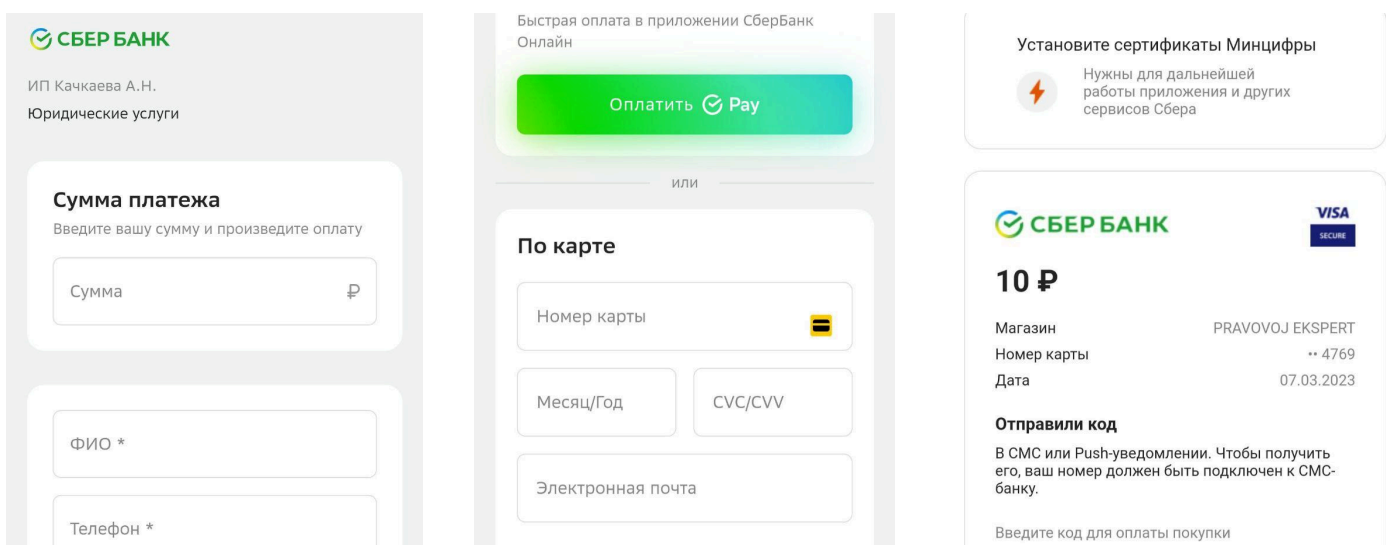 СБЕР БАНК
ИП Качкаева А.Н.
Юридические услуги
Сумма платежа
Введите вашу сумму и произведите оплату
Сумма ₽
ФИО *
Телефон *
Быстрая оплата в приложении СберБанк
Онлайн
Оплатить Pay
или
По карте
Номер карты
Месяц/Год CVC/CVV
Электронная почта
Установите сертификаты Минцифры
Нужны для дальнейшей
работы приложения и других
сервисов Сбера
СБЕР БАНК VISA
SECURE
10 ₽
Магазин PRAVOVOJ EKSPERT
Номер карты •• 4769
Дата 07.03.2023
Отправили код
В СМС или Push-уведомлении. Чтобы получить
его, ваш номер должен быть подключен к СМС-
банку.
Введите код для оплаты покупки